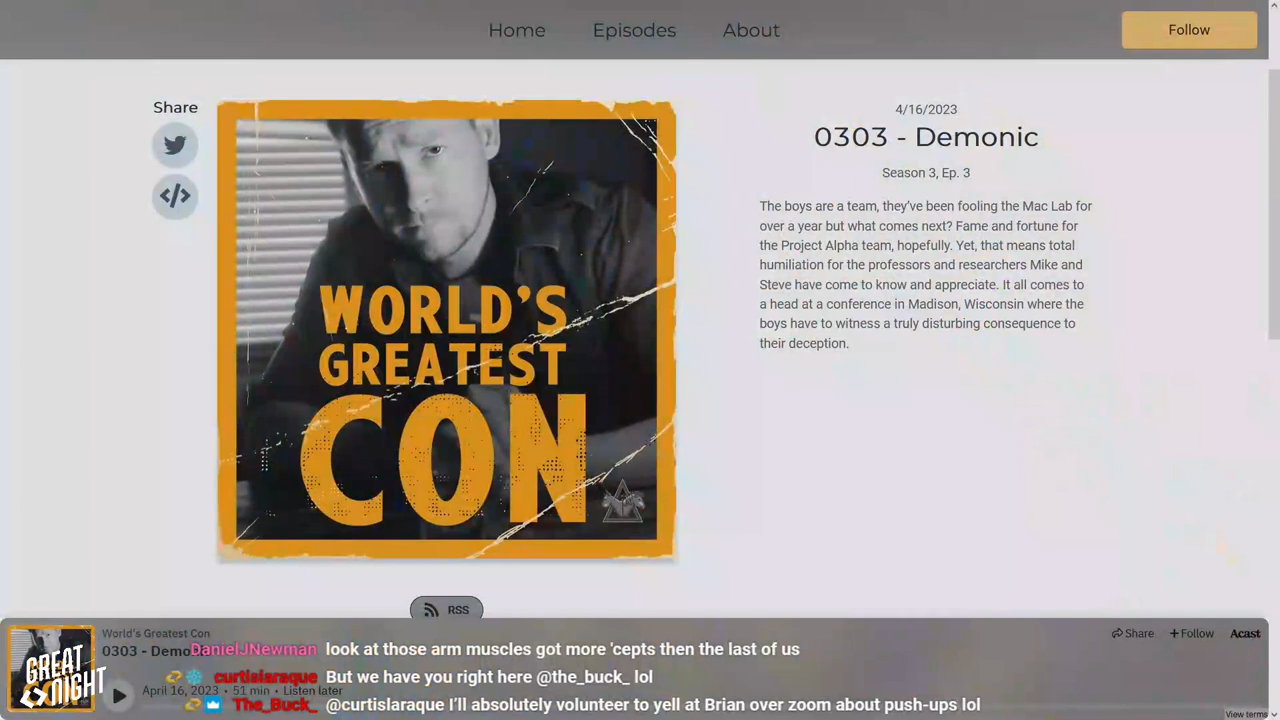 Home Episodes About Follow
Share
4/16/2023
0303 - Demonic
Season 3, Ep. 3
The boys are a team, they've been fooling the Mac Lab for
over a year but what comes next? Fame and fortune for
the Project Alpha team, hopefully. Yet, that means total
humiliation for the professors and researchers Mike and
Steve have come to know and appreciate. It all comes to
a head at a conference in Madison, Wisconsin where the
boys have to witness a truly disturbing consequence to
their deception.
WORLD'S
GREATEST
CON
RSS
World's Greatest Con
Share + Follow Acast
0303 - Demo
DanielJNewman look at those arm muscles got more 'cepts then the last of us
curtislaraque But we have you right here @the_buck_ lol
April 16, 2023 • 51 min • Listen later
The_Buck_ @curtislaraque I'll absolutely volunteer to yell at Brian over zoom about push-ups lol
GREAT
NIGHT
View terms